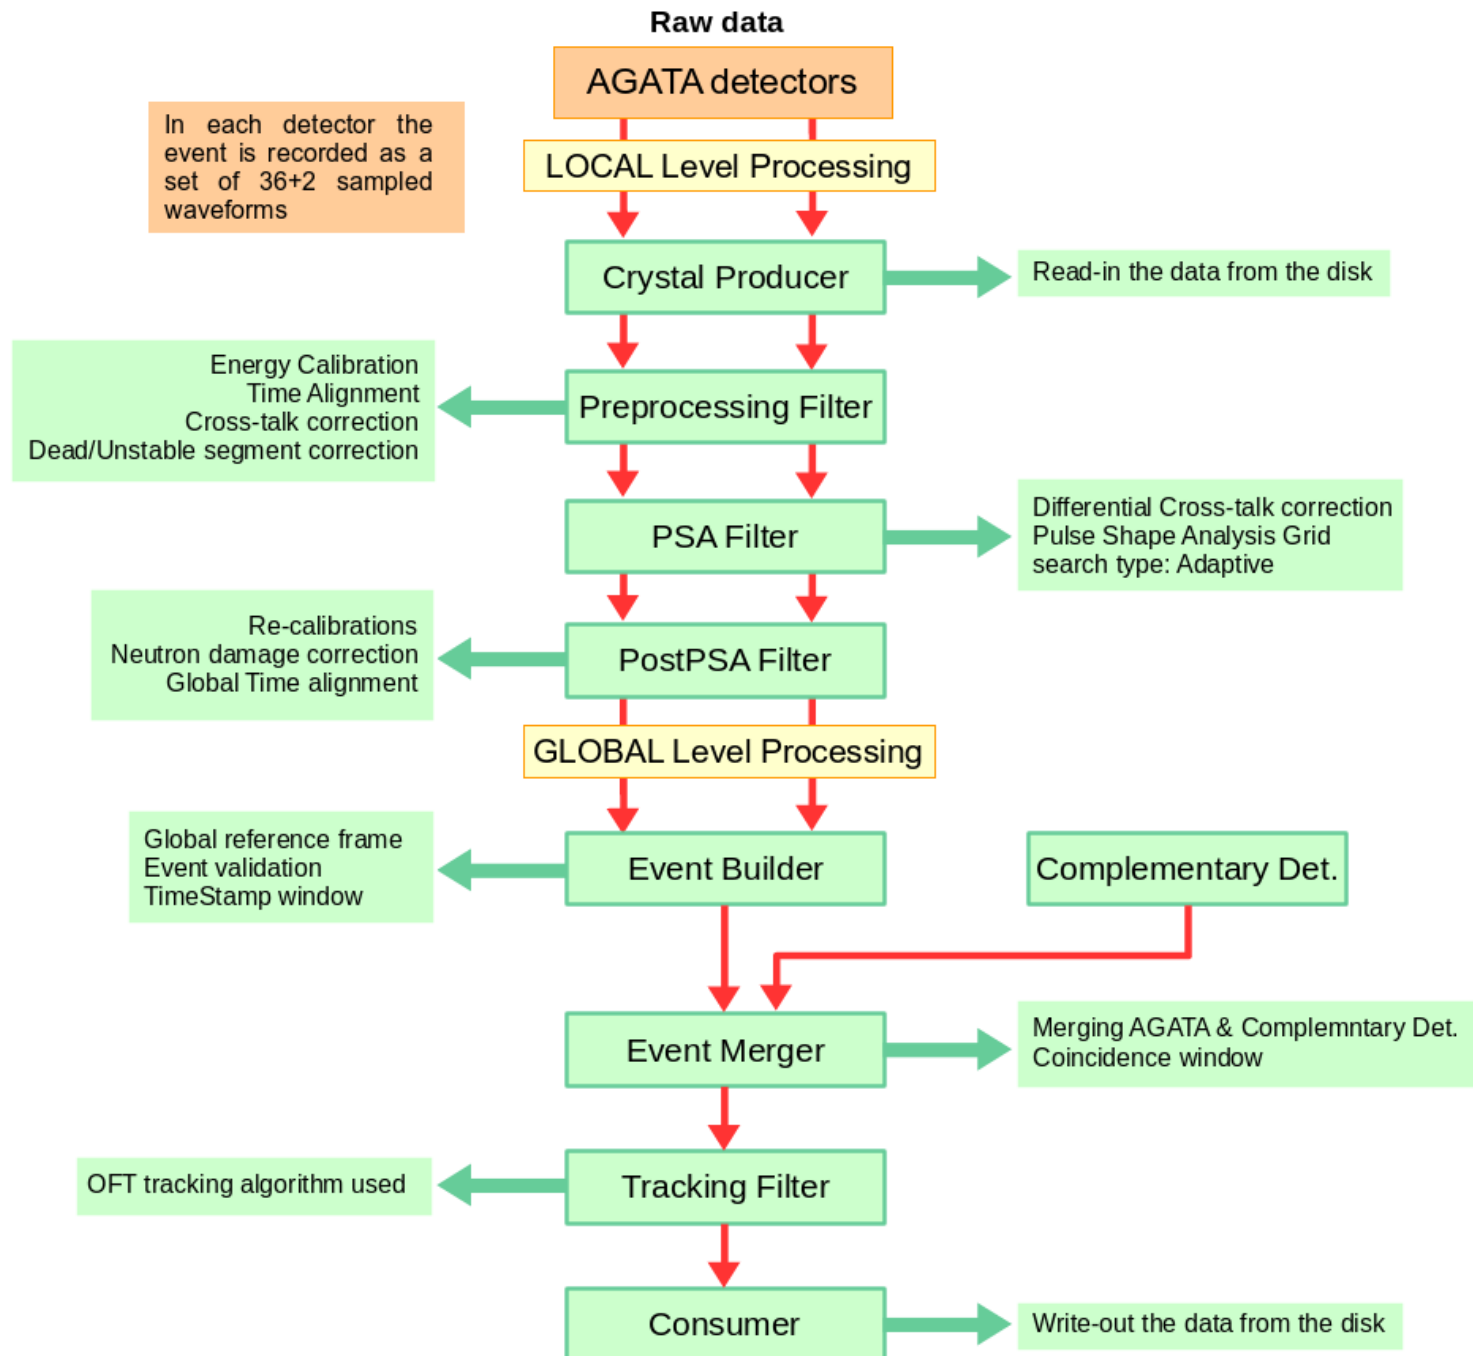 Raw data
AGATA detectors
In each detector the
event is recorded as a
set of 36+2 sampled
waveforms
LOCAL Level Processing
Crystal Producer
Read-in the data from the disk
Energy Calibration
Time Alignment
Cross-talk correction
Dead/Unstable segment correction
Preprocessing Filter
PSA Filter
Differential Cross-talk correction
Pulse Shape Analysis Grid
search type: Adaptive
Re-calibrations
Neutron damage correction
Global Time alignment
PostPSA Filter
GLOBAL Level Processing
Global reference frame
Event validation
TimeStamp window
Event Builder
Complementary Det.
Event Merger
Merging AGATA & Complemntary Det.
Coincidence window
OFT tracking algorithm used
Tracking Filter
Consumer
Write-out the data from the disk